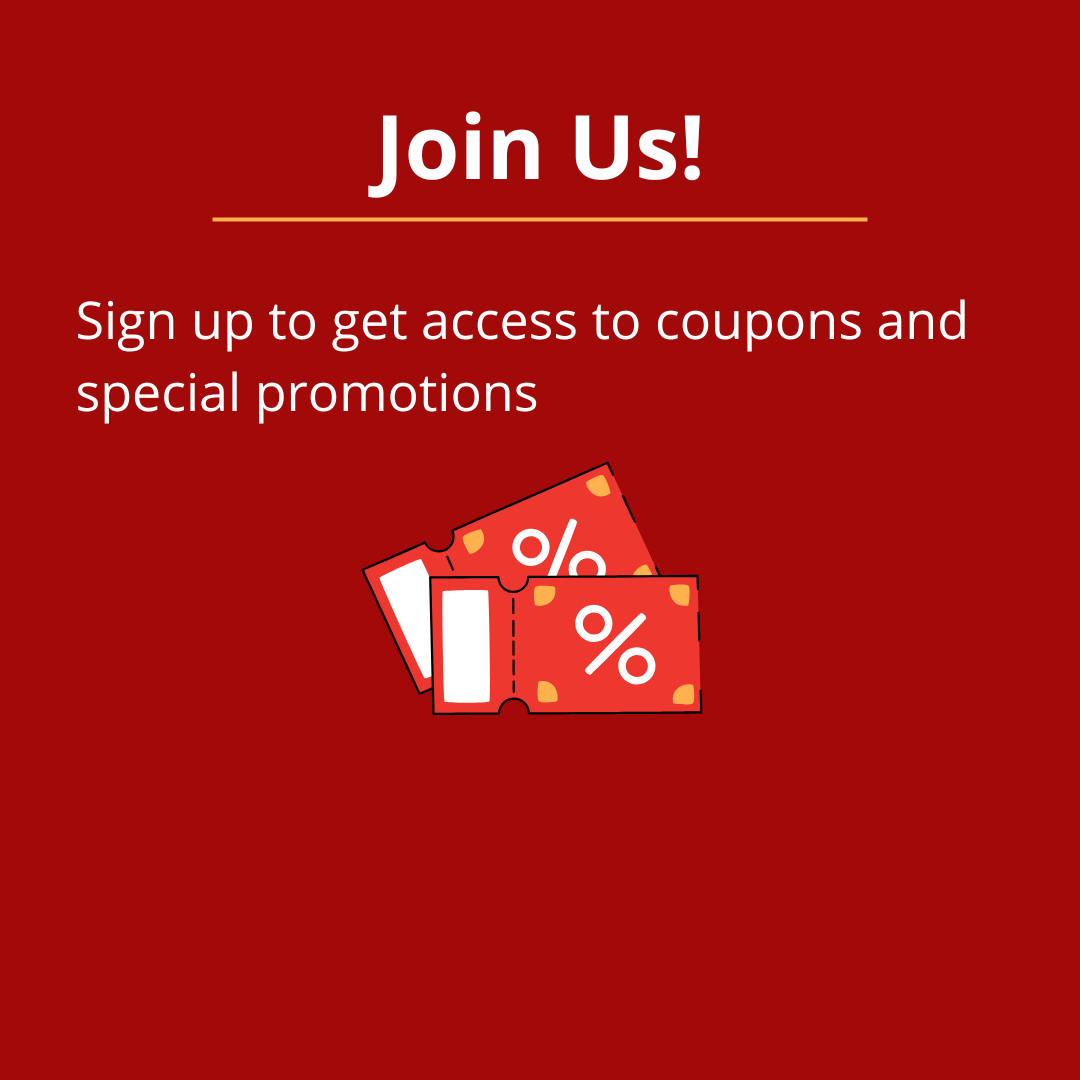 Join Us!
Sign up to get access to coupons and
special promotions
%
%